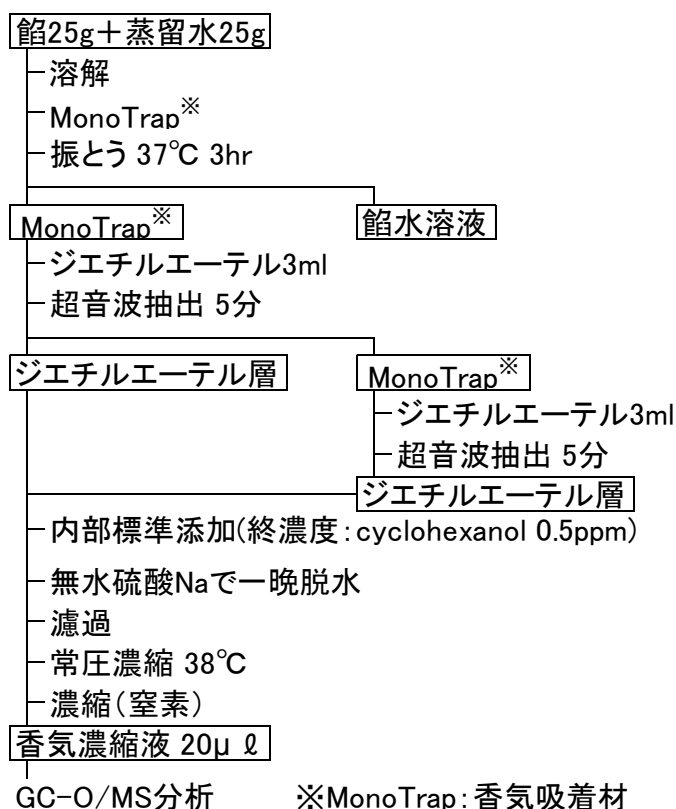 餡25g＋蒸留水25g
溶解
MonoTrap※
振とう 37℃ 3hr
MonoTrap※
餡水溶液
ジエチルエーテル3ml
超音波抽出 5分
ジエチルエーテル層
MonoTrap※
ジエチルエーテル3ml
超音波抽出 5分
ジエチルエーテル層
内部標準添加(終濃度：cyclohexanol 0.5ppm)
無水硫酸Naで一晩脱水
濾過
常圧濃縮 38℃
濃縮（窒素）
香気濃縮液 20μ ℓ
GC-O/MS分析
※MonoTrap：香気吸着材